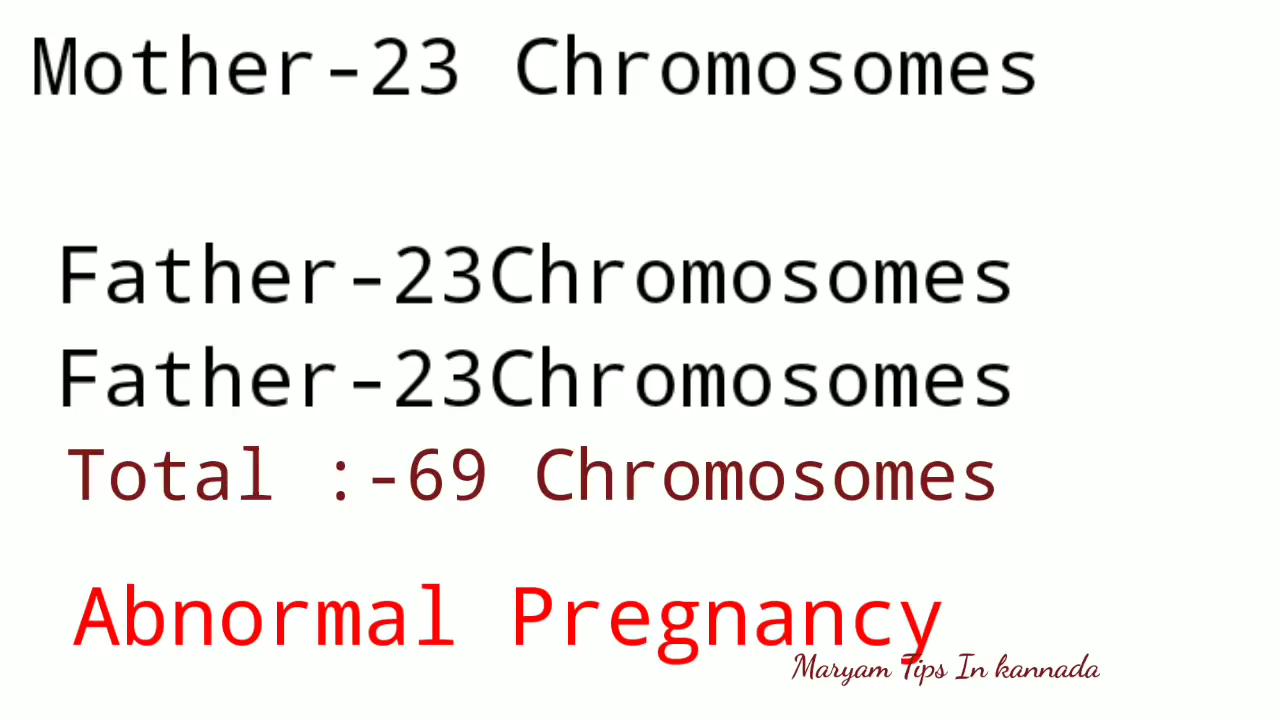 Mother-23 Chromosomes
Father-23Chromosomes
Father-23Chromosomes
Total :-69 Chromosomes
Abnormal Pregnancy
Maryam Tips In kannada